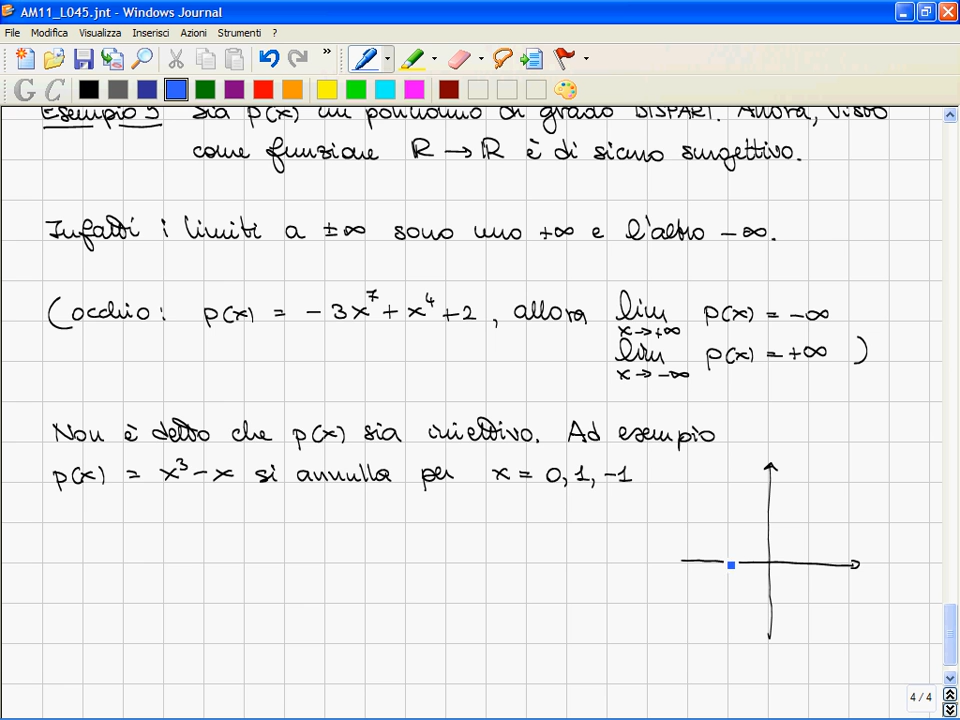 AM11_L045.jnt - Windows Journal
File Modifica Visualizza Inserisci Azioni Strumenti ?
Esempio 3 Sia p(x) un polinomio di grado DISPARI. Allora, visto
come funzione ℝ → ℝ è di sicuro surgettivo.
Infatti i limiti a ±∞ sono uno +∞ e l'altro -∞.
(occhio: p(x) = -3x⁷ + x⁴ + 2, allora lim p(x) = -∞
x→+∞
lim p(x) = +∞ )
x→-∞
Non è detto che p(x) sia iniettivo. Ad esempio
p(x) = x³ - x si annulla per x = 0, 1, -1
4 / 4